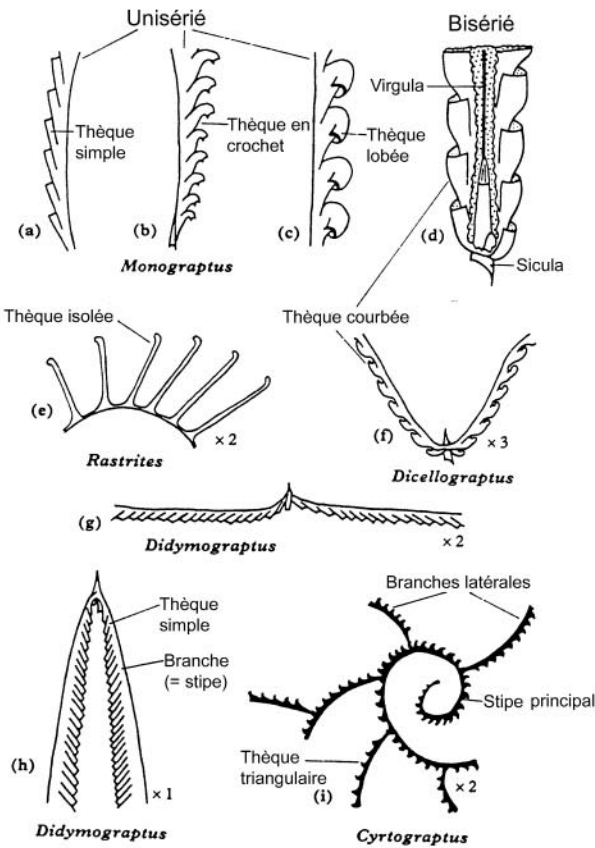 Unisérié
Bisérié
Virgula
Thèque
simple
Thèque en
crochet
Thèque
lobée
(a)
(b)
(c)
(d)
Monograptus
Sicula
Thèque isolée
Thèque courbée
(e)
× 2
Rastrites
(f)
× 3
Dicellograptus
(g)
Didymograptus
× 2
Branches latérales
Thèque
simple
Branche
(= stipe)
Stipe principal
Thèque
triangulaire
(h)
× 1
(i)
× 2
Didymograptus
Cyrtograptus